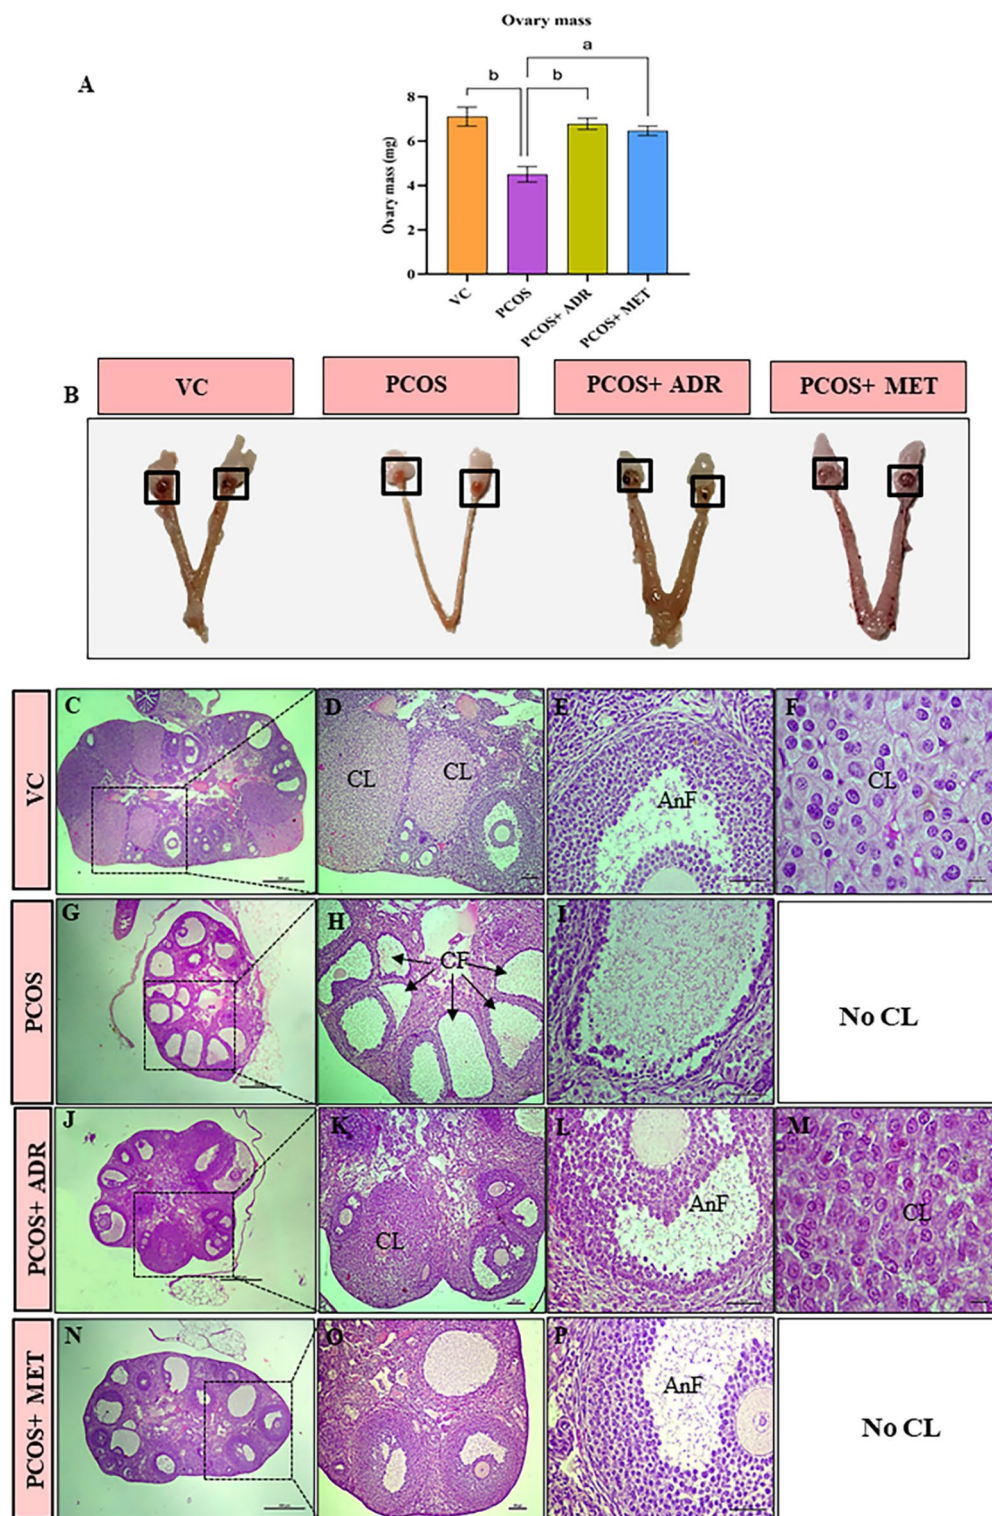 Ovary mass
A
a
b
b
Ovary mass (mg)
8
6
4
2
0
VC
PCOS
PCOS+ ADR
PCOS+ MET
B
VC
PCOS
PCOS+ ADR
PCOS+ MET
VC
C
D
CL
CL
E
AnF
F
CL
PCOS
G
H
CF
I
No CL
PCOS+ ADR
J
K
CL
L
AnF
M
CL
PCOS+ MET
N
O
P
AnF
No CL